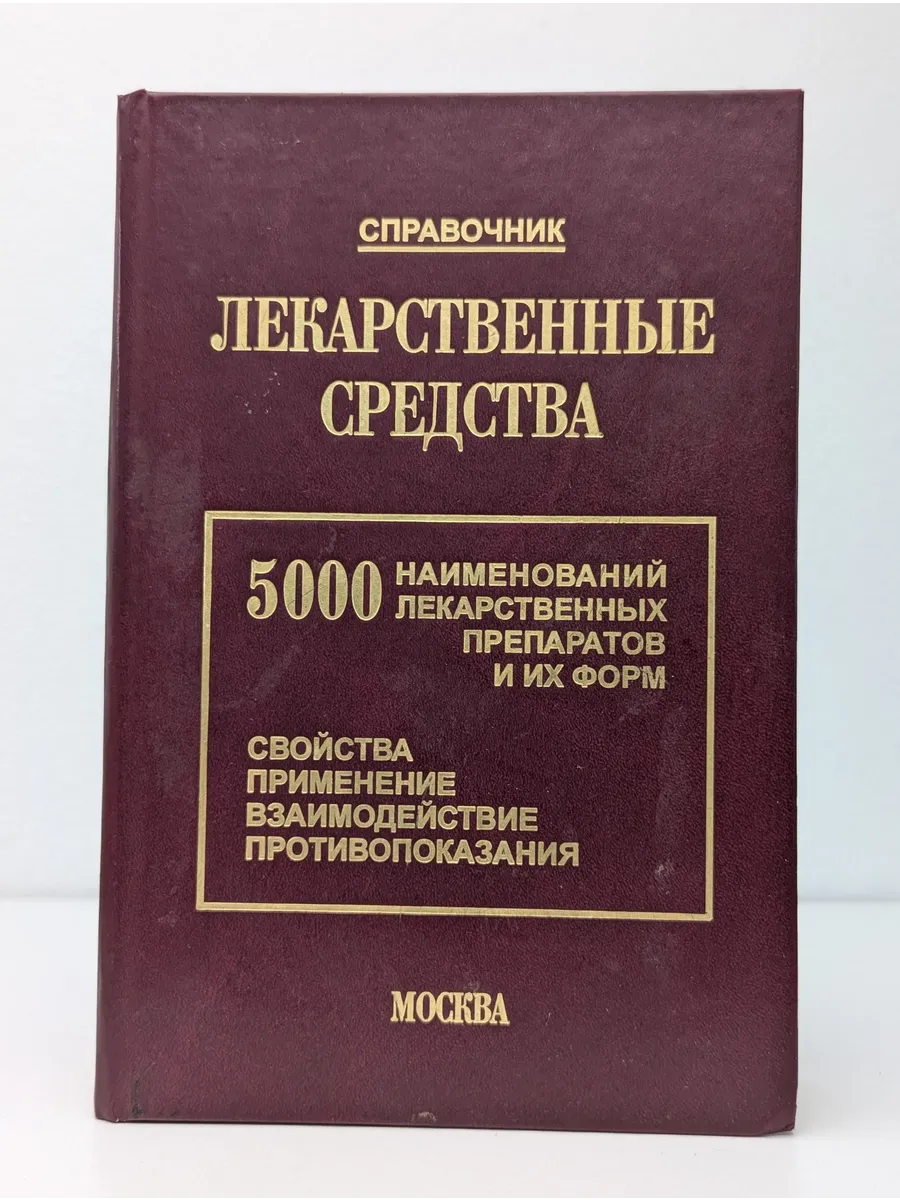 СПРАВОЧНИК
ЛЕКАРСТВЕННЫЕ
СРЕДСТВА
5000 НАИМЕНОВАНИЙ
ЛЕКАРСТВЕННЫХ
ПРЕПАРАТОВ
И ИХ ФОРМ
СВОЙСТВА
ПРИМЕНЕНИЕ
ВЗАИМОДЕЙСТВИЕ
ПРОТИВОПОКАЗАНИЯ
МОСКВА